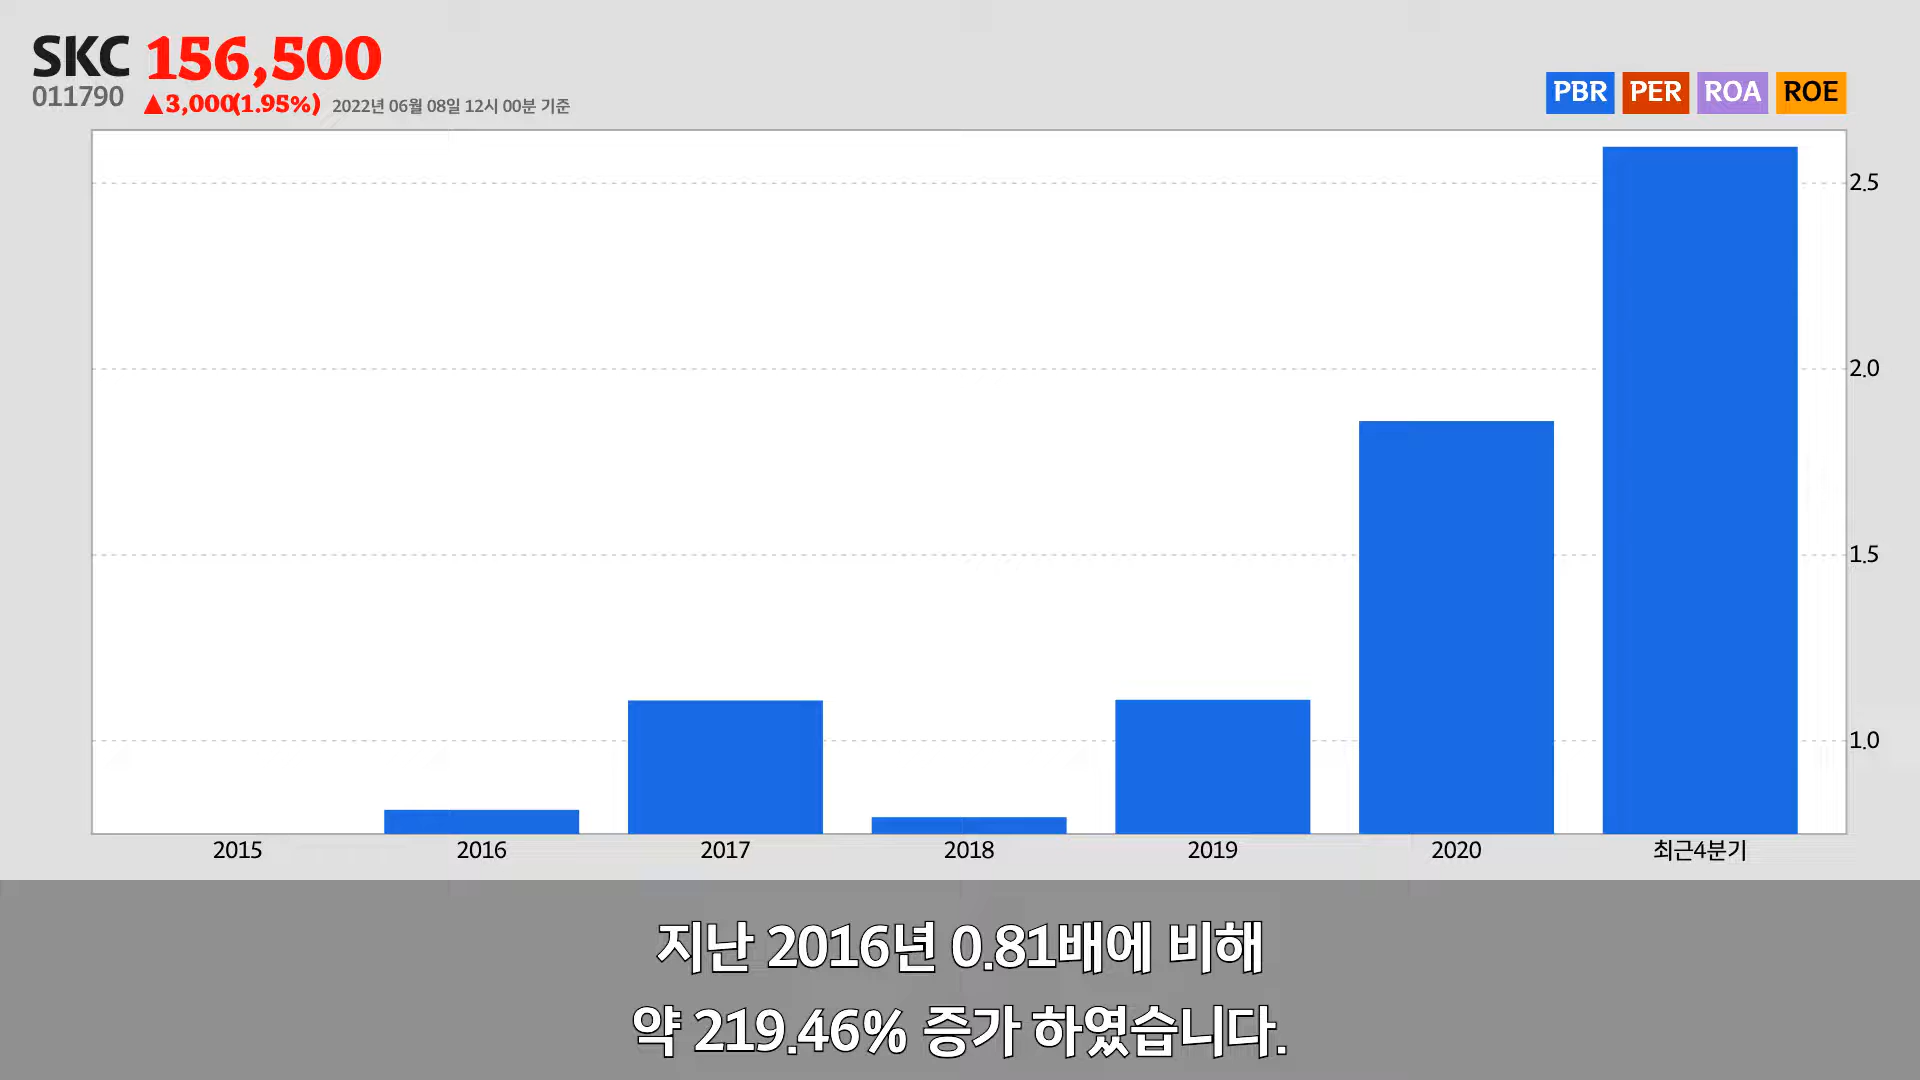 SKC 156,500
011790 ▲3,000(1.95%) 2022년 06월 08일 12시 00분 기준
PBR PER ROA ROE
2.5
2.0
1.5
1.0
2015 2016 2017 2018 2019 2020 최근4분기
지난 2016년 0.81배에 비해
약 219.46% 증가 하였습니다.